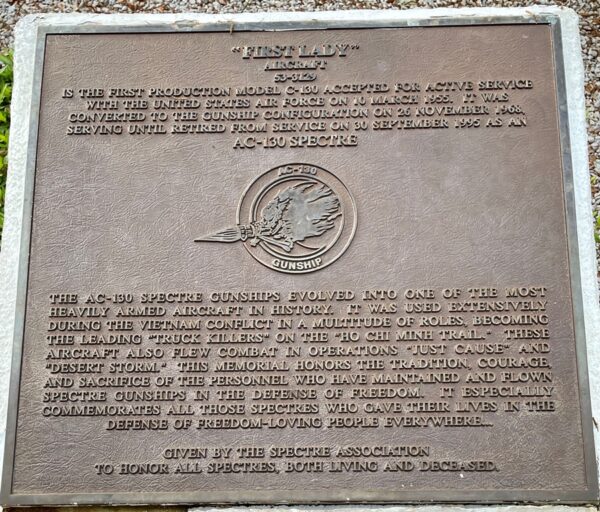 "FIRST LADY"
AIRCRAFT
53-3129
IS THE FIRST PRODUCTION MODEL C-130 ACCEPTED FOR ACTIVE SERVICE
WITH THE UNITED STATES AIR FORCE ON 10 MARCH 1955. IT WAS
CONVERTED TO THE GUNSHIP CONFIGURATION ON 26 NOVEMBER 1968,
SERVING UNTIL RETIRED FROM SERVICE ON 30 SEPTEMBER 1995 AS AN
AC-130 SPECTRE
AC-130
GUNSHIP
THE AC-130 SPECTRE GUNSHIPS EVOLVED INTO ONE OF THE MOST
HEAVILY ARMED AIRCRAFT IN HISTORY. IT WAS USED EXTENSIVELY
DURING THE VIETNAM CONFLICT IN A MULTITUDE OF ROLES, BECOMING
THE LEADING "TRUCK KILLERS" ON THE "HO CHI MINH TRAIL." THESE
AIRCRAFT ALSO FLEW COMBAT IN OPERATIONS "JUST CAUSE" AND
"DESERT STORM." THIS MEMORIAL HONORS THE TRADITION, COURAGE,
AND SACRIFICE OF THE PERSONNEL WHO HAVE MAINTAINED AND FLOWN
SPECTRE GUNSHIPS IN THE DEFENSE OF FREEDOM. IT ESPECIALLY
COMMEMORATES ALL THOSE SPECTRES WHO GAVE THEIR LIVES IN THE
DEFENSE OF FREEDOM-LOVING PEOPLE EVERYWHERE...
GIVEN BY THE SPECTRE ASSOCIATION
TO HONOR ALL SPECTRES, BOTH LIVING AND DECEASED.